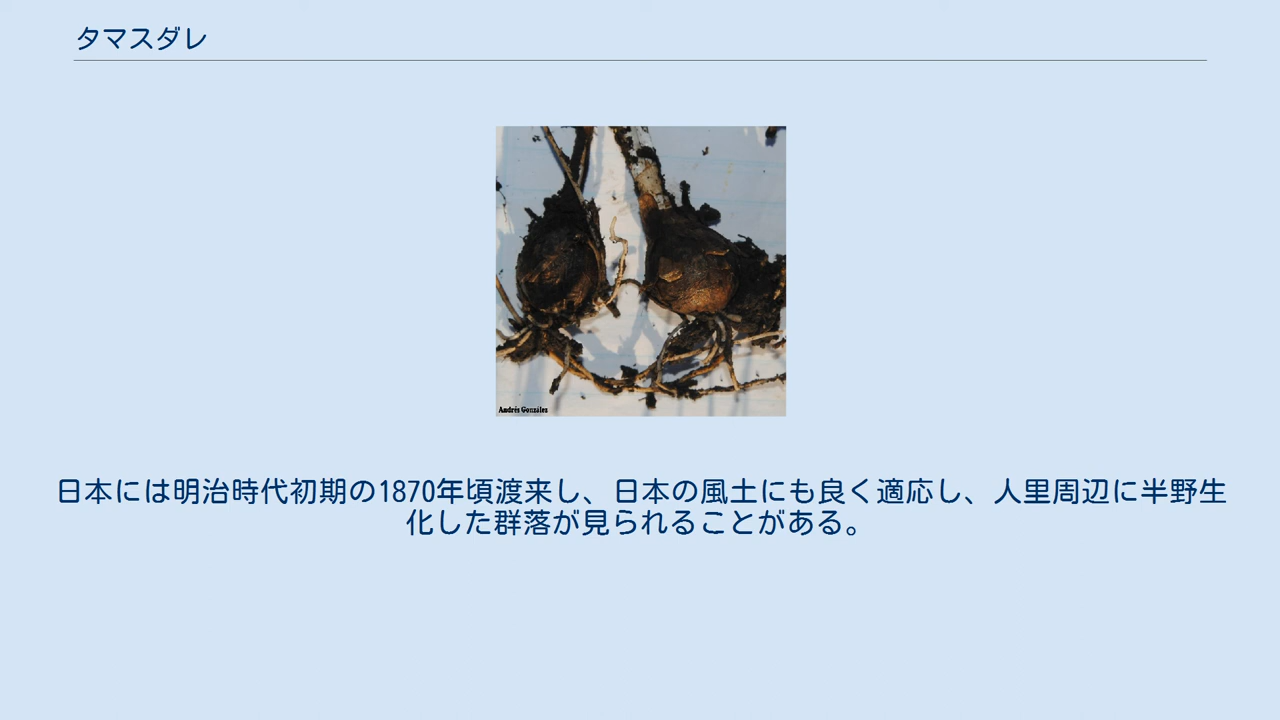 タマスダレ
Andrés González
日本には明治時代初期の1870年頃渡来し、日本の風土にも良く適応し、人里周辺に半野生
化した群落が見られることがある。